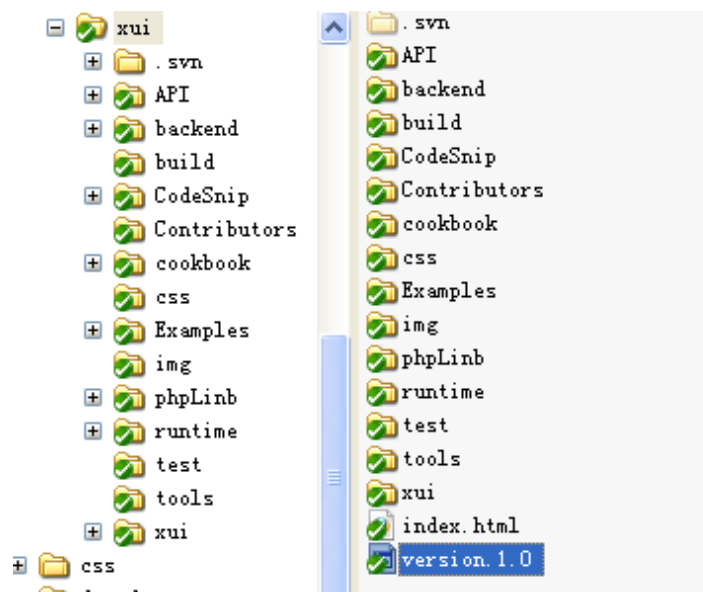 xui
.svn
API
backend
build
CodeSnip
Contributors
cookbook
css
Examples
img
phpLinb
runtime
test
tools
xui
css
.svn
API
backend
build
CodeSnip
Contributors
cookbook
css
Examples
img
phpLinb
runtime
test
tools
xui
index.html
version.1.0